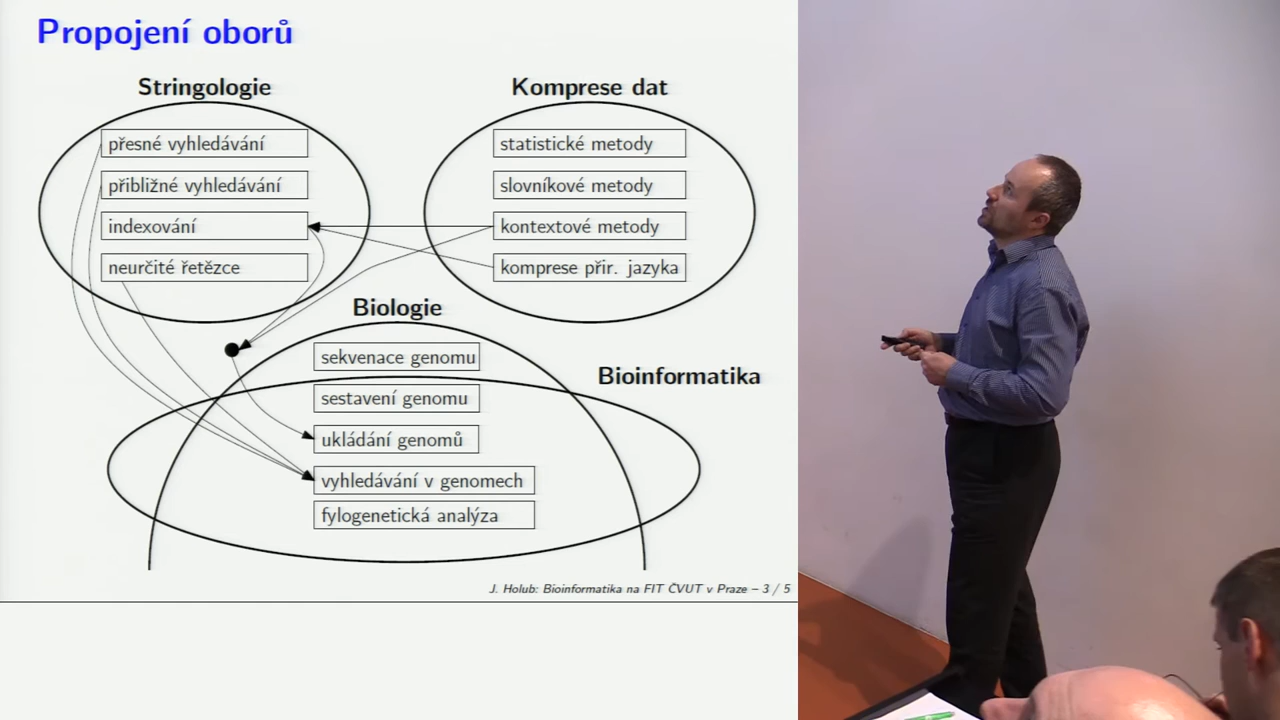 Propojení oborů
Stringologie
Komprese dat
přesné vyhledávání
přibližné vyhledávání
indexování
neurčité řetězce
statistické metody
slovníkové metody
kontextové metody
komprese přir. jazyka
Biologie
Bioinformatika
sekvenace genomu
sestavení genomu
ukládání genomů
vyhledávání v genomech
fylogenetická analýza
J. Holub: Bioinformatika na FIT ČVUT v Praze – 3 / 5